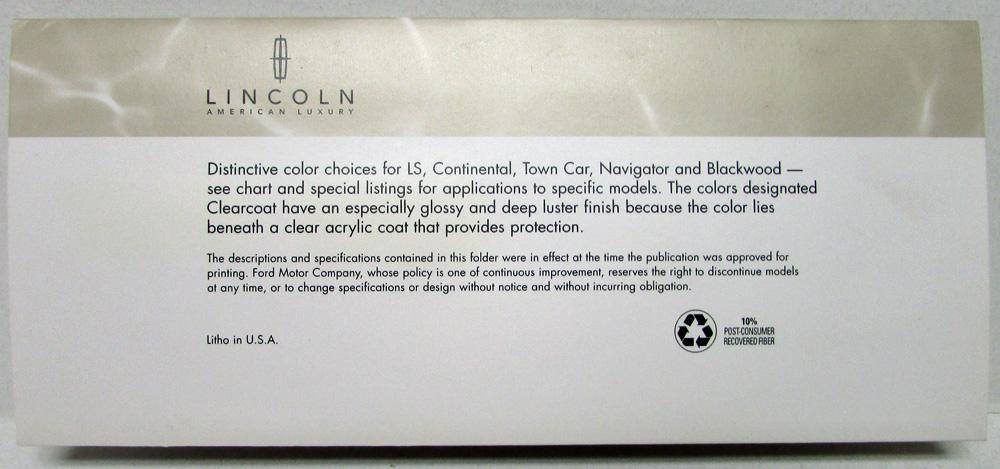 LINCOLN
AMERICAN LUXURY
Distinctive color choices for LS, Continental, Town Car, Navigator and Blackwood —
see chart and special listings for applications to specific models. The colors designated
Clearcoat have an especially glossy and deep luster finish because the color lies
beneath a clear acrylic coat that provides protection.
The descriptions and specifications contained in this folder were in effect at the time the publication was approved for
printing. Ford Motor Company, whose policy is one of continuous improvement, reserves the right to discontinue models
at any time, or to change specifications or design without notice and without incurring obligation.
Litho in U.S.A.
10%
POST-CONSUMER
RECOVERED FIBER